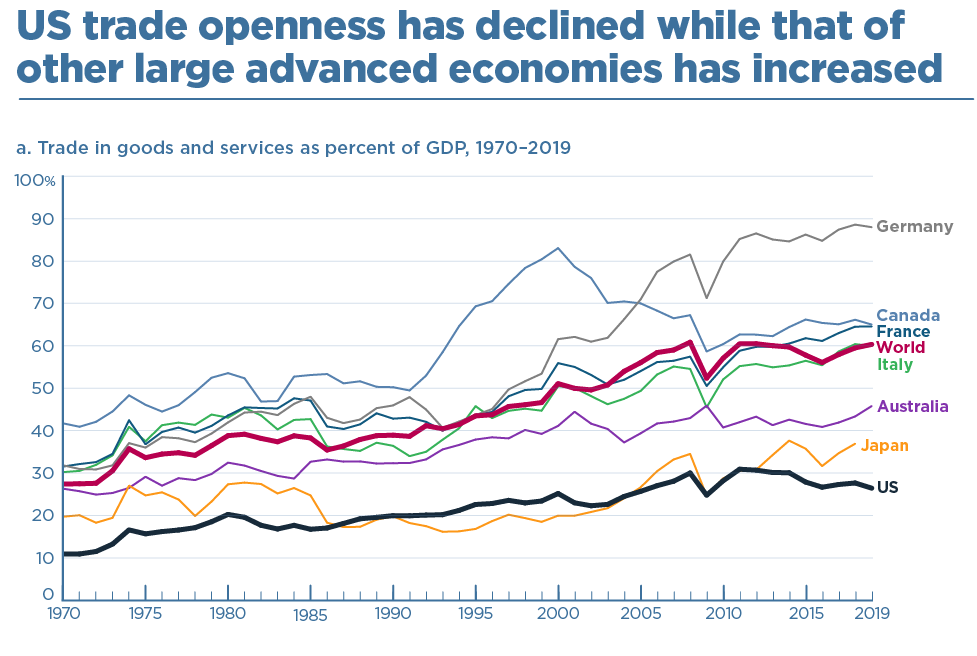 US trade openness has declined while that of
other large advanced economies has increased
a. Trade in goods and services as percent of GDP, 1970–2019
100%
90
80
70
60
50
40
30
20
10
0
Germany
Canada
France
World
Italy
Australia
Japan
US
1970 1975 1980 1985 1990 1995 2000 2005 2010 2015 2019